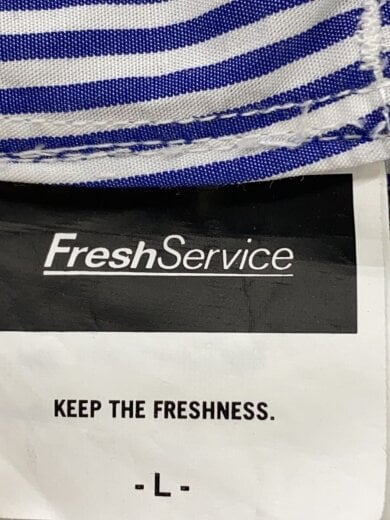 FreshService
KEEP THE FRESHNESS.
- L -